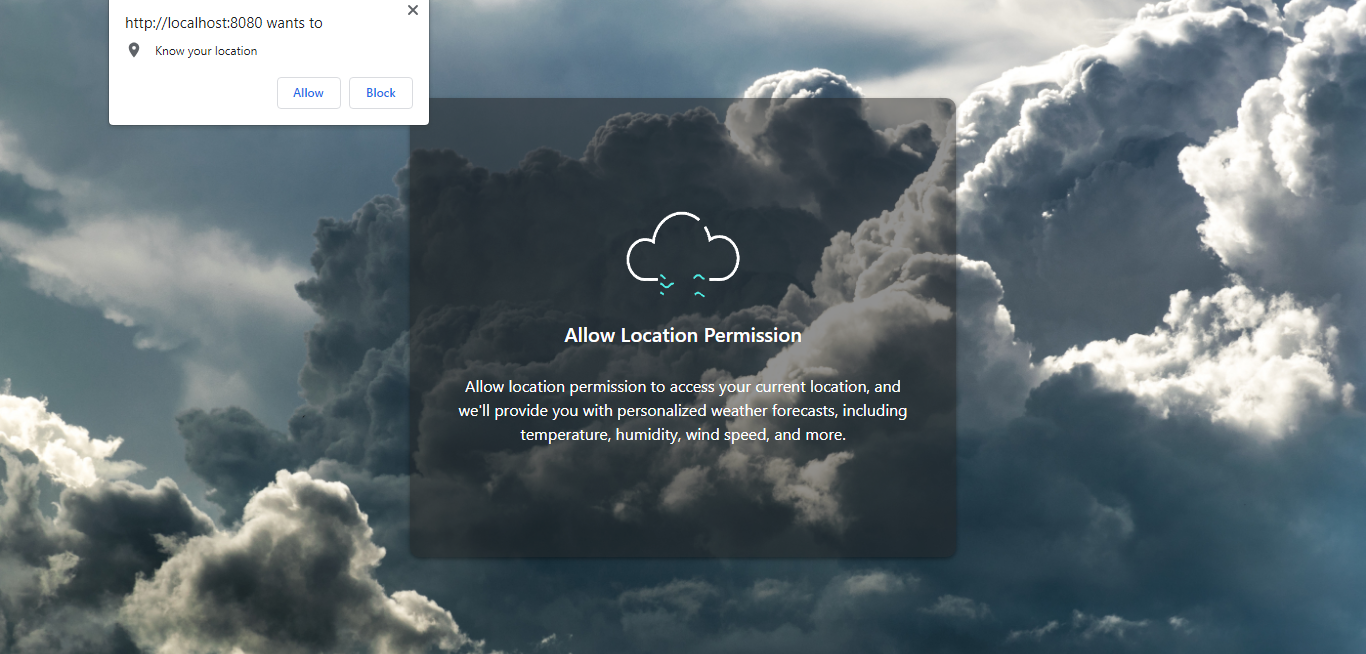 http://localhost:8080 wants to
Know your location
Allow
Block
Allow Location Permission
Allow location permission to access your current location, and
we'll provide you with personalized weather forecasts, including
temperature, humidity, wind speed, and more.